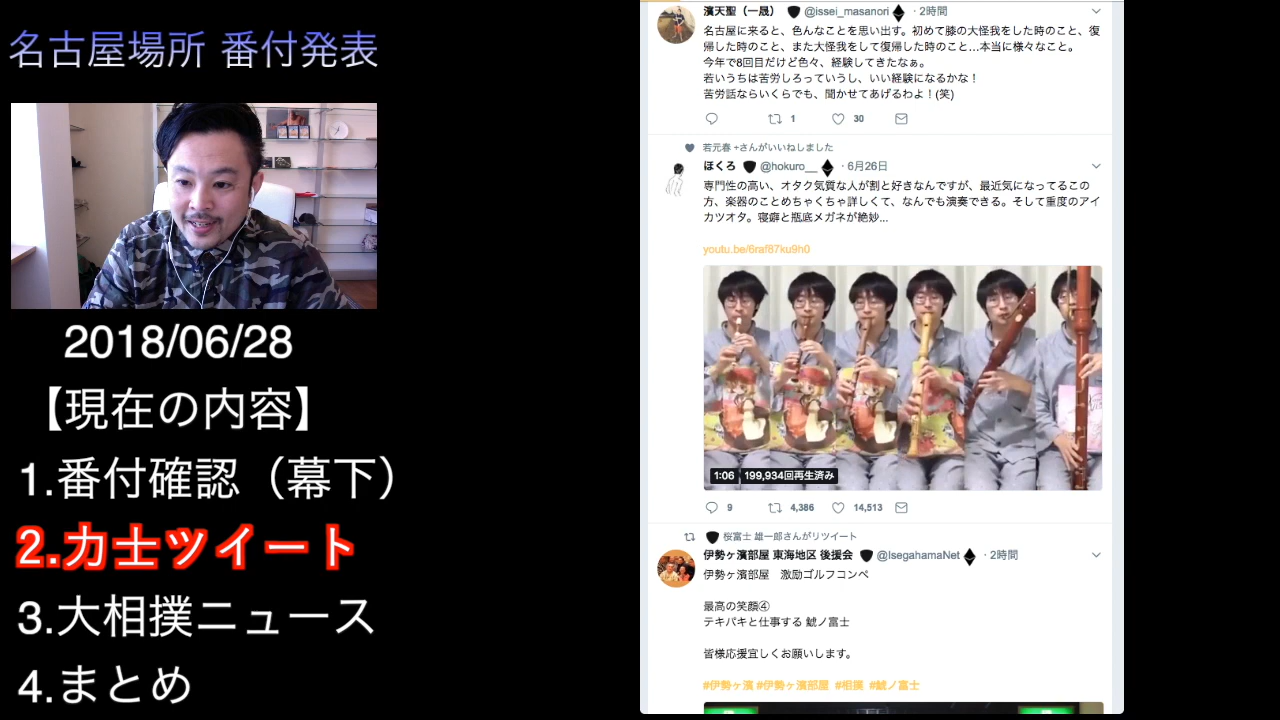 名古屋場所 番付発表
2018/06/28
【現在の内容】
1.番付確認（幕下）
2.力士ツイート
3.大相撲ニュース
4.まとめ
濵天聖（一晟） @issei_masanori ・2時間
名古屋に来ると、色んなことを思い出す。初めて膝の大怪我をした時のこと、復
帰した時のこと、また大怪我をして復帰した時のこと…本当に様々なこと。
今年で8回目だけど色々、経験してきたなぁ。
若いうちは苦労しろっていうし、いい経験になるかな！
苦労話ならいくらでも、聞かせてあげるわよ！(笑)
1 30
若元春 +さんがいいねしました
ほくろ @hokuro__ ・6月26日
専門性の高い、オタク気質な人が割と好きなんですが、最近気になってるこの
方、楽器のことめちゃくちゃ詳しくて、なんでも演奏できる。そして重度のアイ
カツオタ。寝癖と瓶底メガネが絶妙...
youtu.be/6raf87ku9h0
1:06 199,934回再生済み
9 4,386 14,513
桜富士 雄一郎さんがリツイート
伊勢ヶ濱部屋 東海地区 後援会 @IsegahamaNet ・2時間
伊勢ヶ濱部屋 激励ゴルフコンペ
最高の笑顔④
テキパキと仕事する 鯱ノ富士
皆様応援宜しくお願いします。
#伊勢ヶ濱 #伊勢ヶ濱部屋 #相撲 #鯱ノ富士